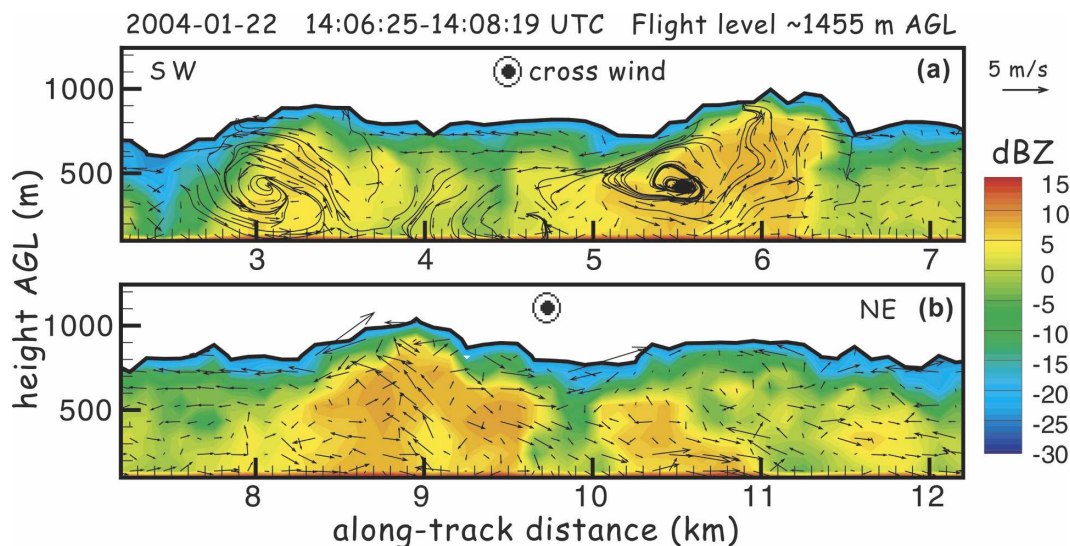 2004-01-22 14:06:25-14:08:19 UTC Flight level ~1455 m AGL
SW
cross wind
(a)
5 m/s
1000
500
3 4 5 6 7
height AGL (m)
NE
(b)
1000
500
8 9 10 11 12
along-track distance (km)
dBZ
15
10
5
0
-5
-10
-15
-20
-25
-30